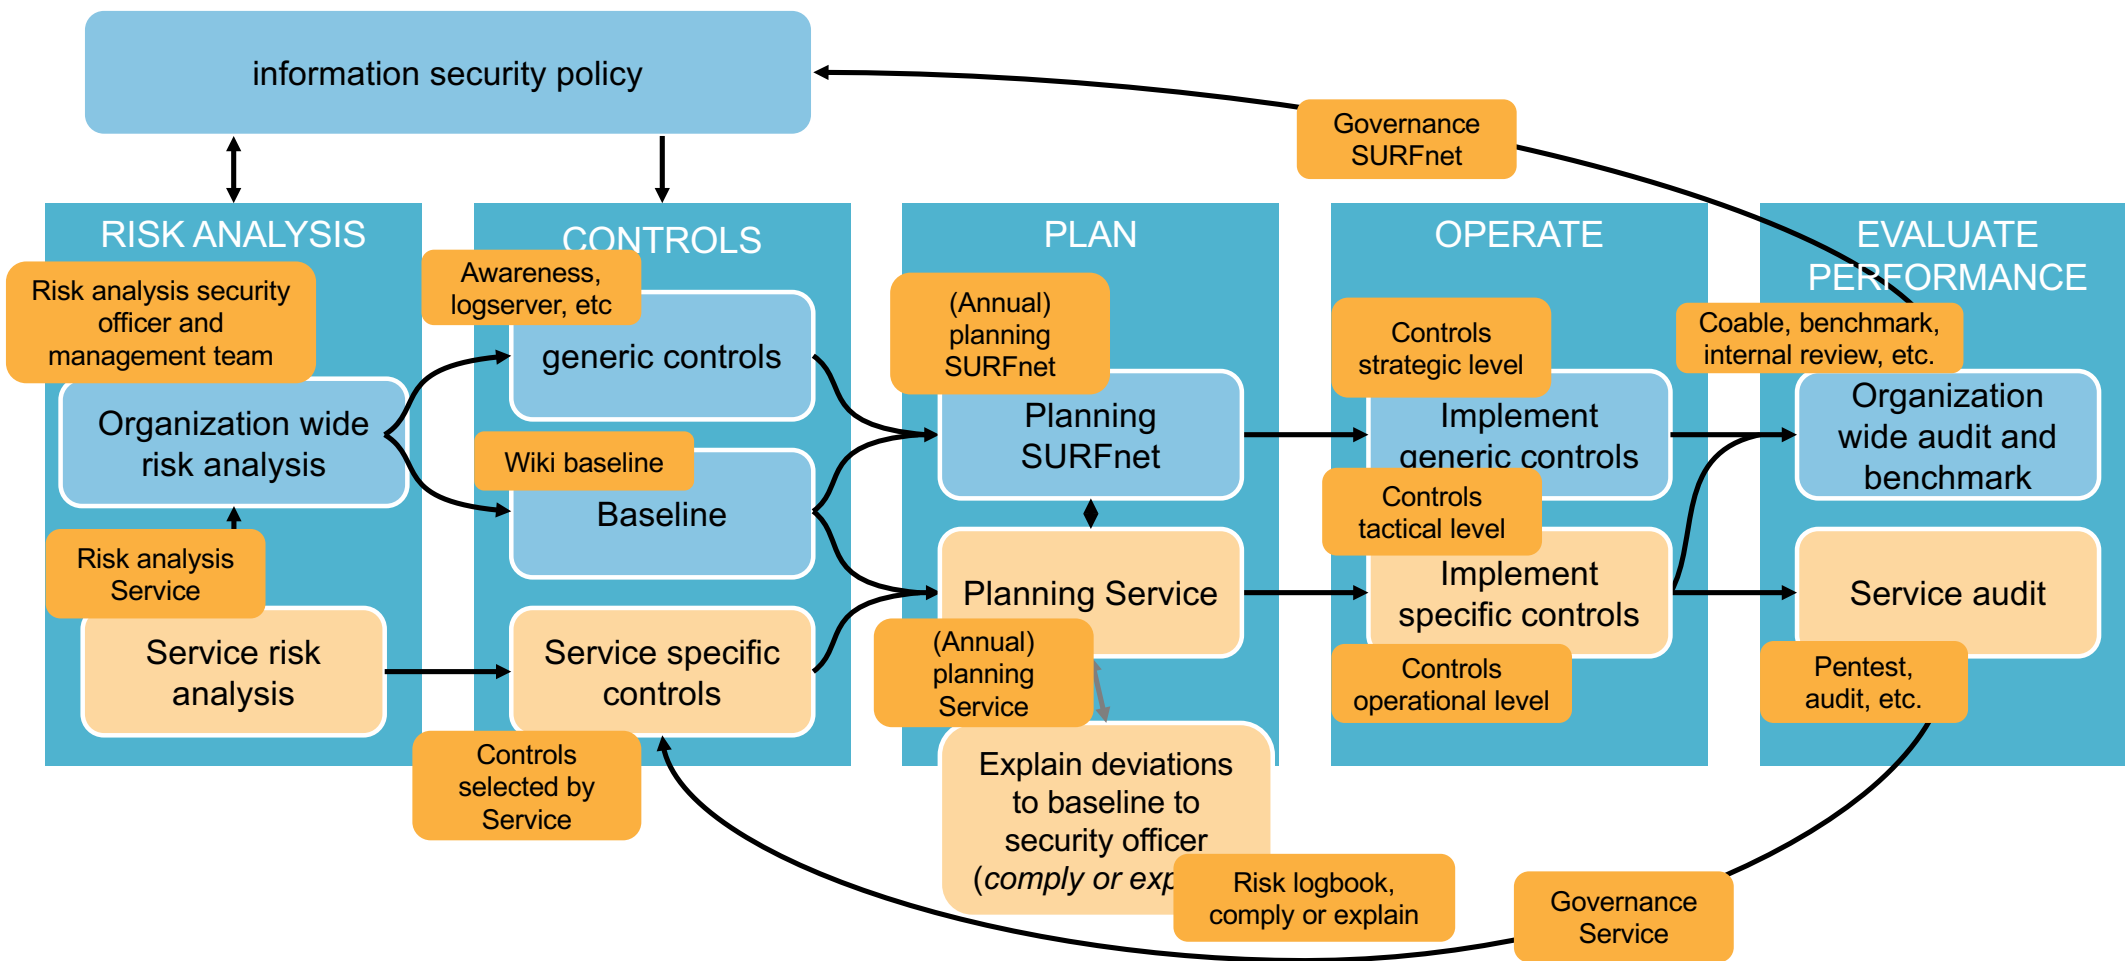 information security policy
Governance
SURFnet
RISK ANALYSIS
Risk analysis security
officer and
management team
Organization wide
risk analysis
Risk analysis
Service
Service risk
analysis
CONTROLS
Awareness,
logserver, etc
generic controls
Wiki baseline
Baseline
Service specific
controls
Controls
selected by
Service
PLAN
(Annual)
planning
SURFnet
Planning
SURFnet
Planning Service
(Annual)
planning
Service
Explain deviations
to baseline to
security officer
(comply or exp
Risk logbook,
comply or explain
OPERATE
Controls
strategic level
Implement
generic controls
Controls
tactical level
Implement
specific controls
Controls
operational level
EVALUATE
PERFORMANCE
Coable, benchmark,
internal review, etc.
Organization
wide audit and
benchmark
Service audit
Pentest,
audit, etc.
Governance
Service